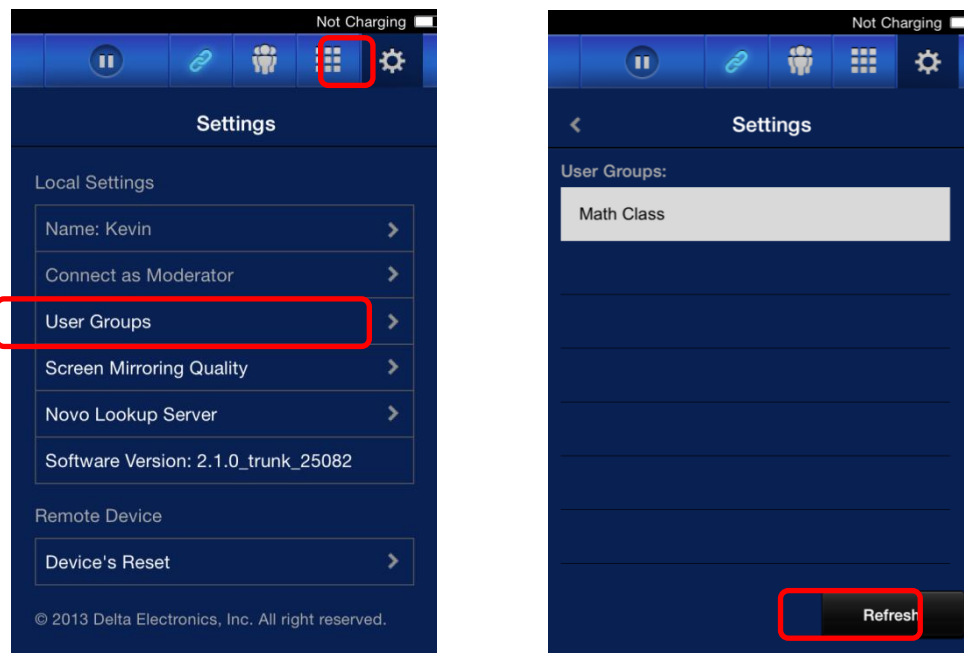 Not Charging
Settings
Local Settings
Name: Kevin
Connect as Moderator
User Groups
Screen Mirroring Quality
Novo Lookup Server
Software Version: 2.1.0_trunk_25082
Remote Device
Device's Reset
© 2013 Delta Electronics, Inc. All right reserved.
Not Charging
Settings
User Groups:
Math Class
Refresh